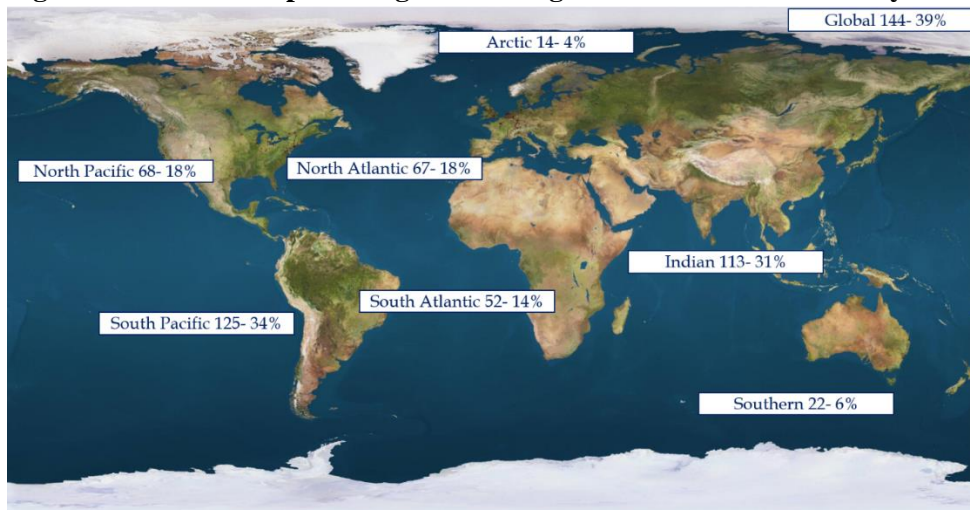 Global 144- 39%
Arctic 14- 4%
North Pacific 68- 18%
North Atlantic 67- 18%
Indian 113- 31%
South Atlantic 52- 14%
South Pacific 125- 34%
Southern 22- 6%